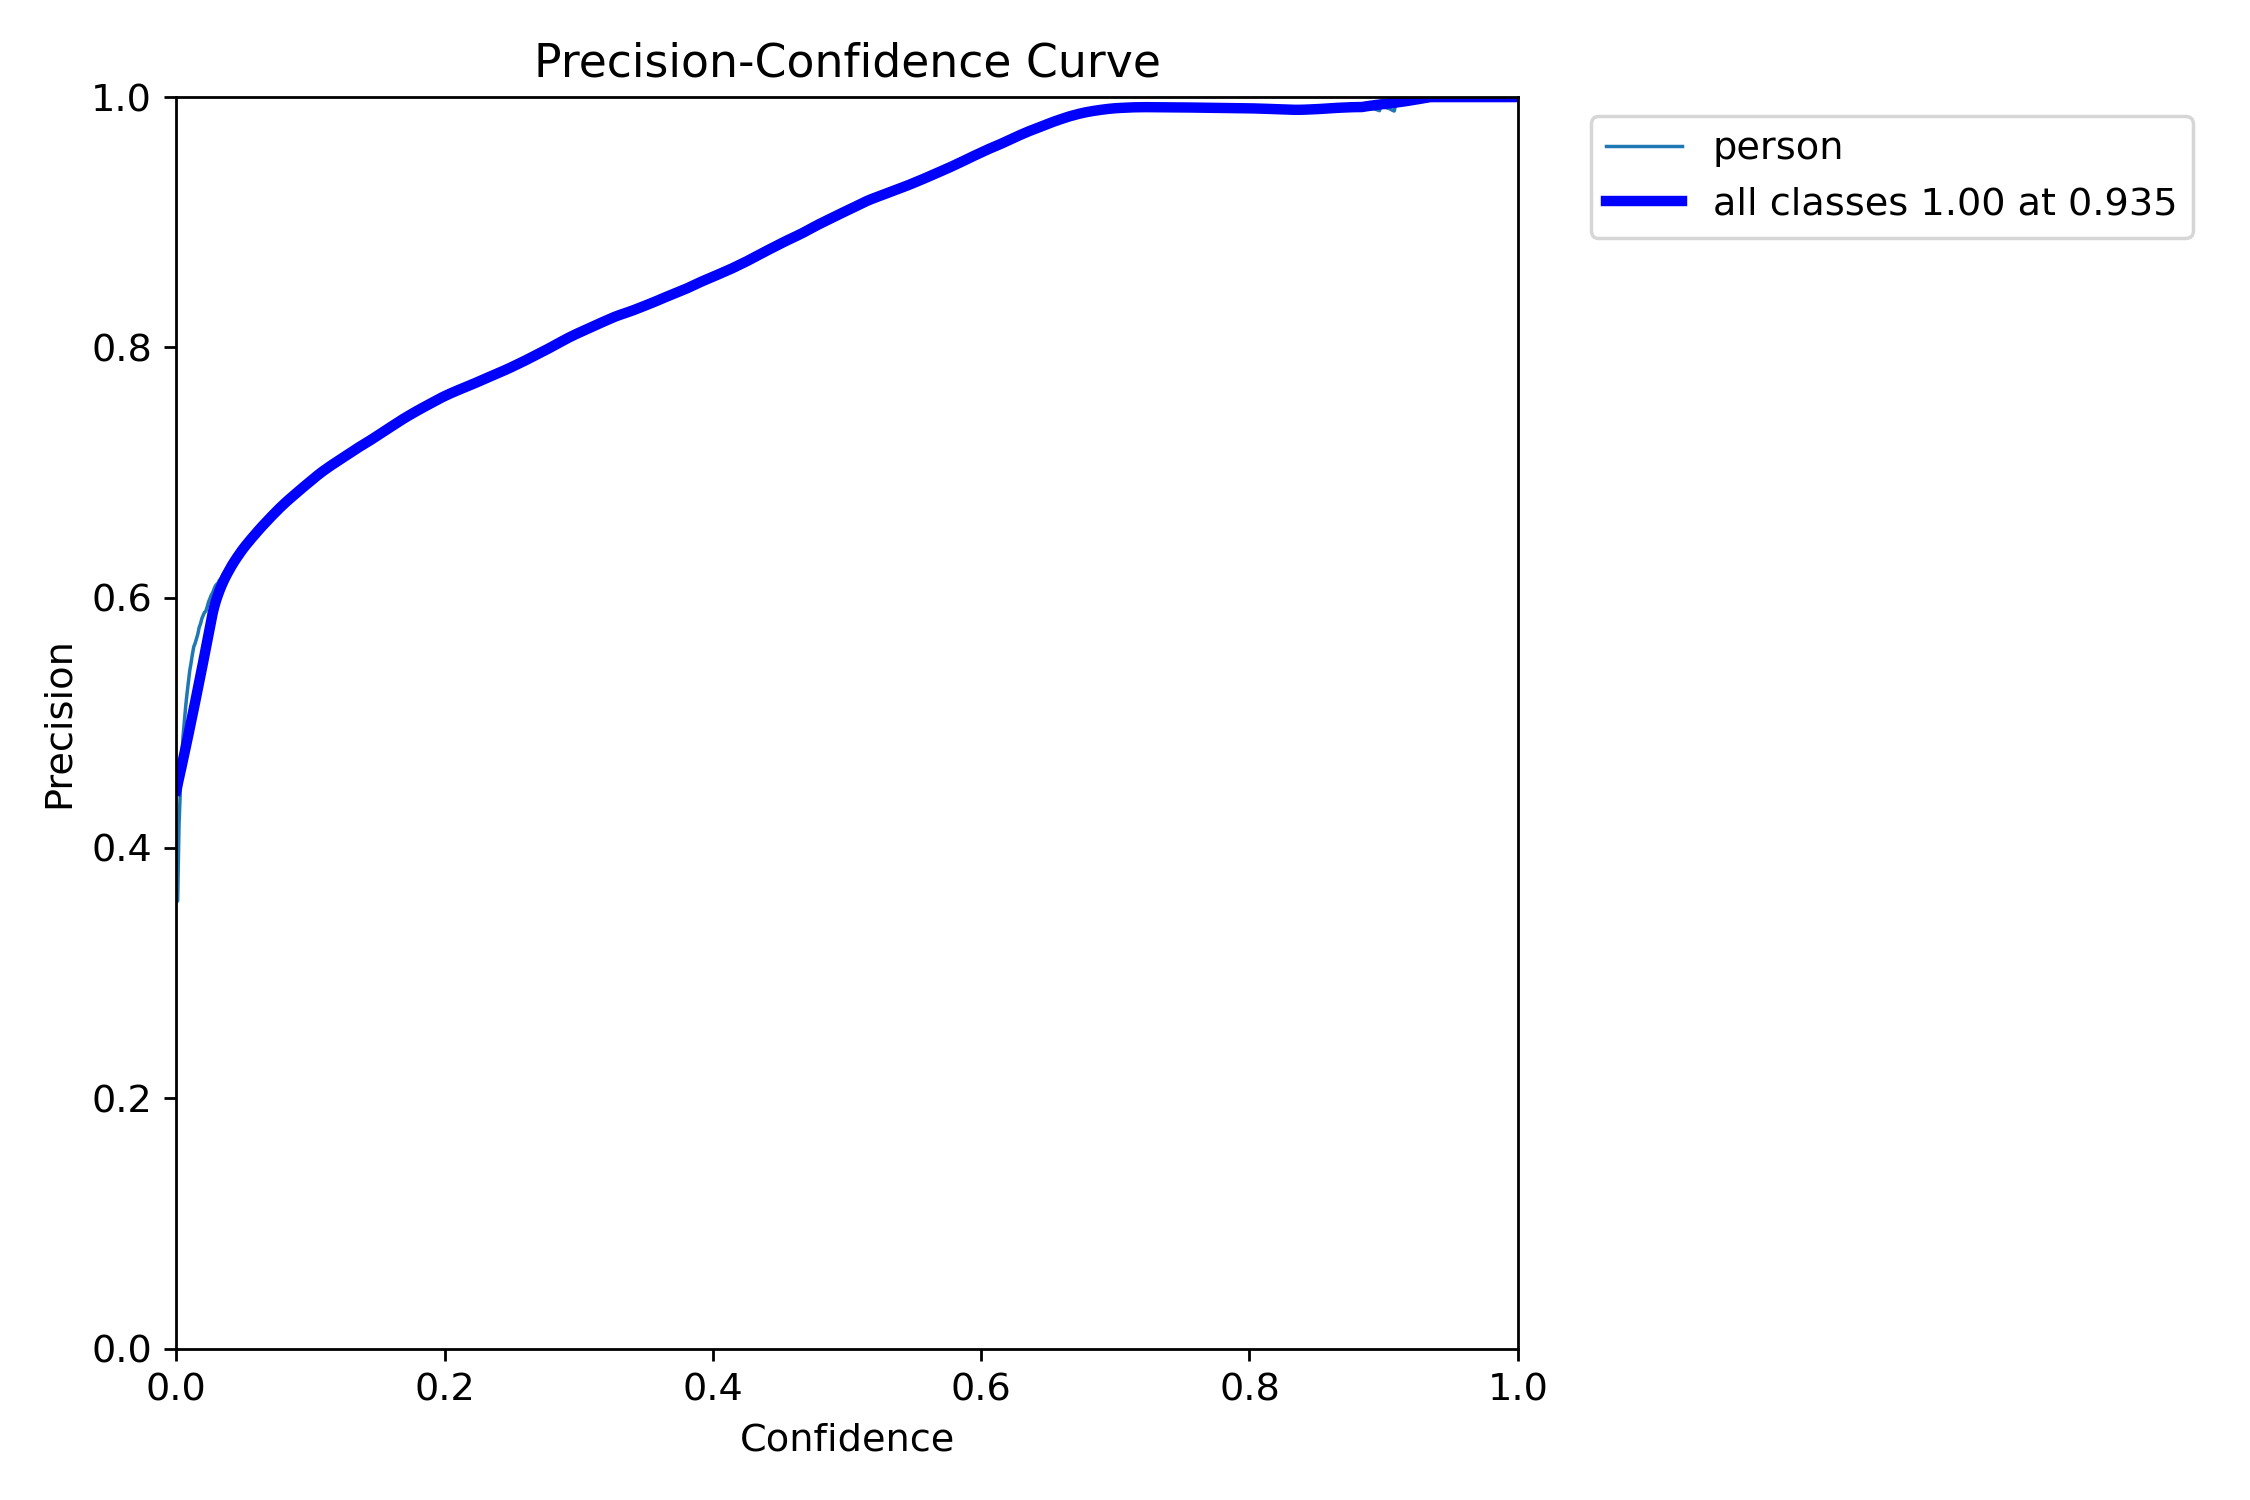 Precision-Confidence Curve
1.0
0.8
0.6
0.4
0.2
0.0
Precision
0.0 0.2 0.4 0.6 0.8 1.0
Confidence
person
all classes 1.00 at 0.935